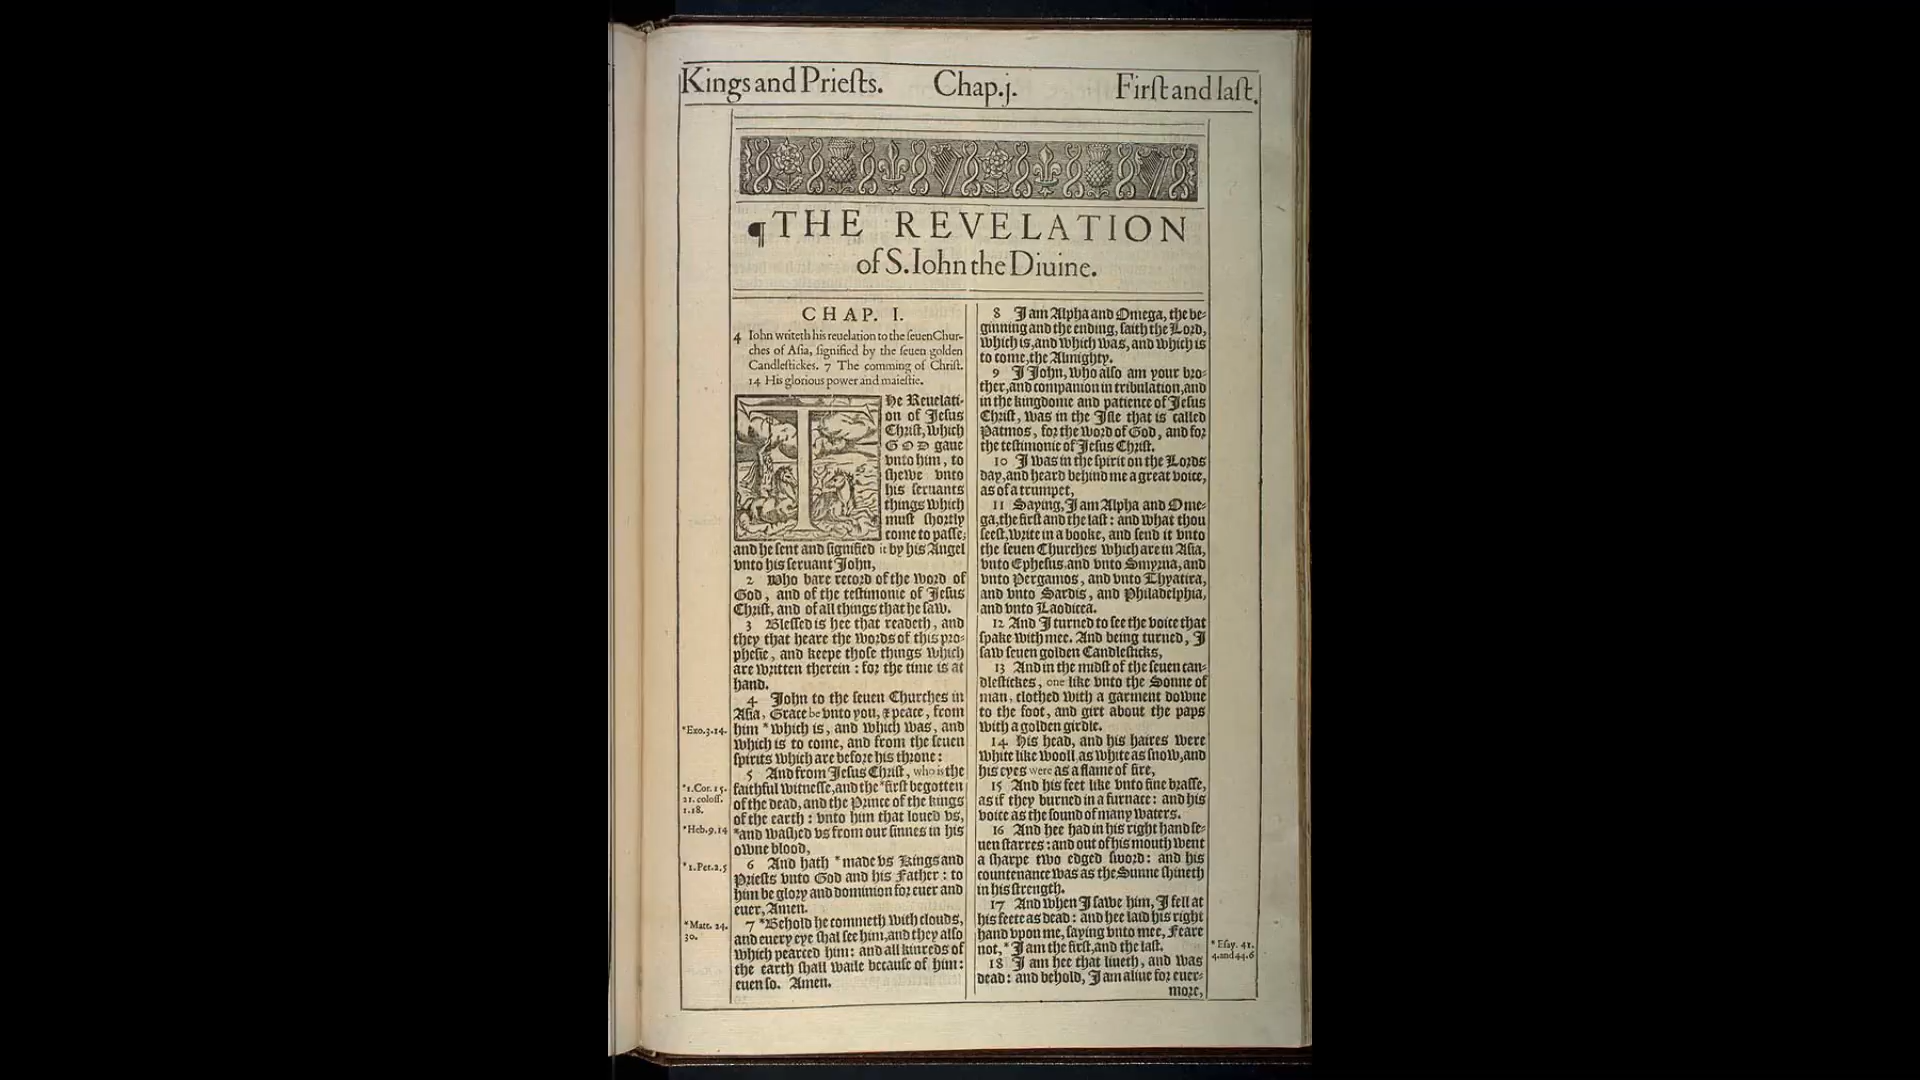 Kings and Prieſts. Chap.j. Firſt and laſt.
¶THE REVELATION
of S. Iohn the Diuine.
CHAP. I.
4 Iohn writeth his reuelation to the ſeuen Chur-
ches of Aſia, ſignified by the ſeuen golden
Candleſtickes. 7 The comming of Chriſt.
14 His glorious power and maieſtie.
The Reuelati-
on of Jeſus
Chriſt, which
GOD gaue
vnto him, to
ſhewe vnto
his ſeruants
things which
muſt ſhortly
come to paſſe;
and he ſent and ſignified it by his Angel
vnto his ſeruant John,
2 Who bare record of the word of
God, and of the teſtimonie of Jeſus
Chriſt, and of all things that he ſaw.
3 Bleſſed is hee that readeth, and
they that heare the words of this pro-
pheſie, and keepe thoſe things which
are written therein : for the time is at
hand.
4 John to the ſeuen Churches in
Aſia, Grace be vnto you, & peace, from
*Exo.3.14. him * which is, and which was, and
which is to come, and from the ſeuen
ſpirits which are before his throne :
5 And from Jeſus Chriſt, who is the
*1.Cor.15. faithful witneſſe, and the *firſt begotten
21. coloſſ. of the dead, and the Prince of the kings
1.18. of the earth : vnto him that loued vs,
*Heb.9.14 *and waſhed vs from our ſinnes in his
owne blood,
6 And hath * made vs Kings and
*1.Pet.2.5 Prieſts vnto God and his Father : to
him be glory and dominion for euer and
euer, Amen.
*Matt. 24. 7 *Behold he commeth with clouds,
30. and euery eye ſhal ſee him, and they alſo
which pearced him: and all kinreds of
the earth ſhall waile becauſe of him:
euen ſo. Amen.
8 J am Alpha and Omega, the be-
ginning and the ending, ſaith the Lord,
which is, and which was, and which is
to come, the Almighty.
9 J John, who alſo am your bro-
ther, and companion in tribulation, and
in the kingdome and patience of Jeſus
Chriſt, was in the Jſle that is called
Patmos, for the word of God, and for
the teſtimonie of Jeſus Chriſt.
10 J was in the ſpirit on the Lords
day, and heard behind me a great voice,
as of a trumpet,
11 Saying, J am Alpha and Ome-
ga, the firſt and the laſt : and what thou
ſeeſt, write in a booke, and ſend it vnto
the ſeuen Churches which are in Aſia,
vnto Epheſus, and vnto Smyrna, and
vnto Pergamos, and vnto Thyatira,
and vnto Sardis, and Philadelphia,
and vnto Laodicea.
12 And J turned to ſee the voice that
ſpake with mee. And being turned, J
ſaw ſeuen golden Candleſticks,
13 And in the midſt of the ſeuen can-
dleſtickes, one like vnto the Sonne of
man, clothed with a garment downe
to the foot, and girt about the paps
with a golden girdle.
14 His head, and his haires were
white like wooll as white as ſnow, and
his eyes were as a flame of fire,
15 And his feet like vnto fine braſſe,
as if they burned in a furnace : and his
voice as the ſound of many waters.
16 And hee had in his right hand ſe-
uen ſtarres : and out of his mouth went
a ſharpe two edged ſword : and his
countenance was as the Sunne ſhineth
in his ſtrength.
17 And when J ſawe him, J fell at
his feete as dead : and hee laid his right
hand vpon me, ſaying vnto mee, Feare
not, * J am the firſt, and the laſt. * Eſay. 41.
4. and 44.6
18 J am hee that liueth, and was
dead : and behold, J am aliue for euer-
more,